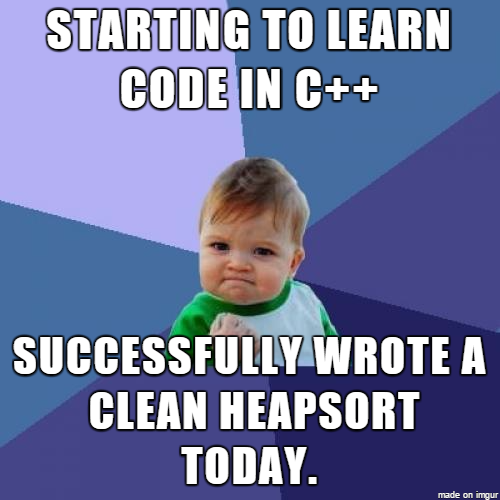 STARTING TO LEARN
CODE IN C++
SUCCESSFULLY WROTE A
CLEAN HEAPSORT
TODAY.
made on imgur